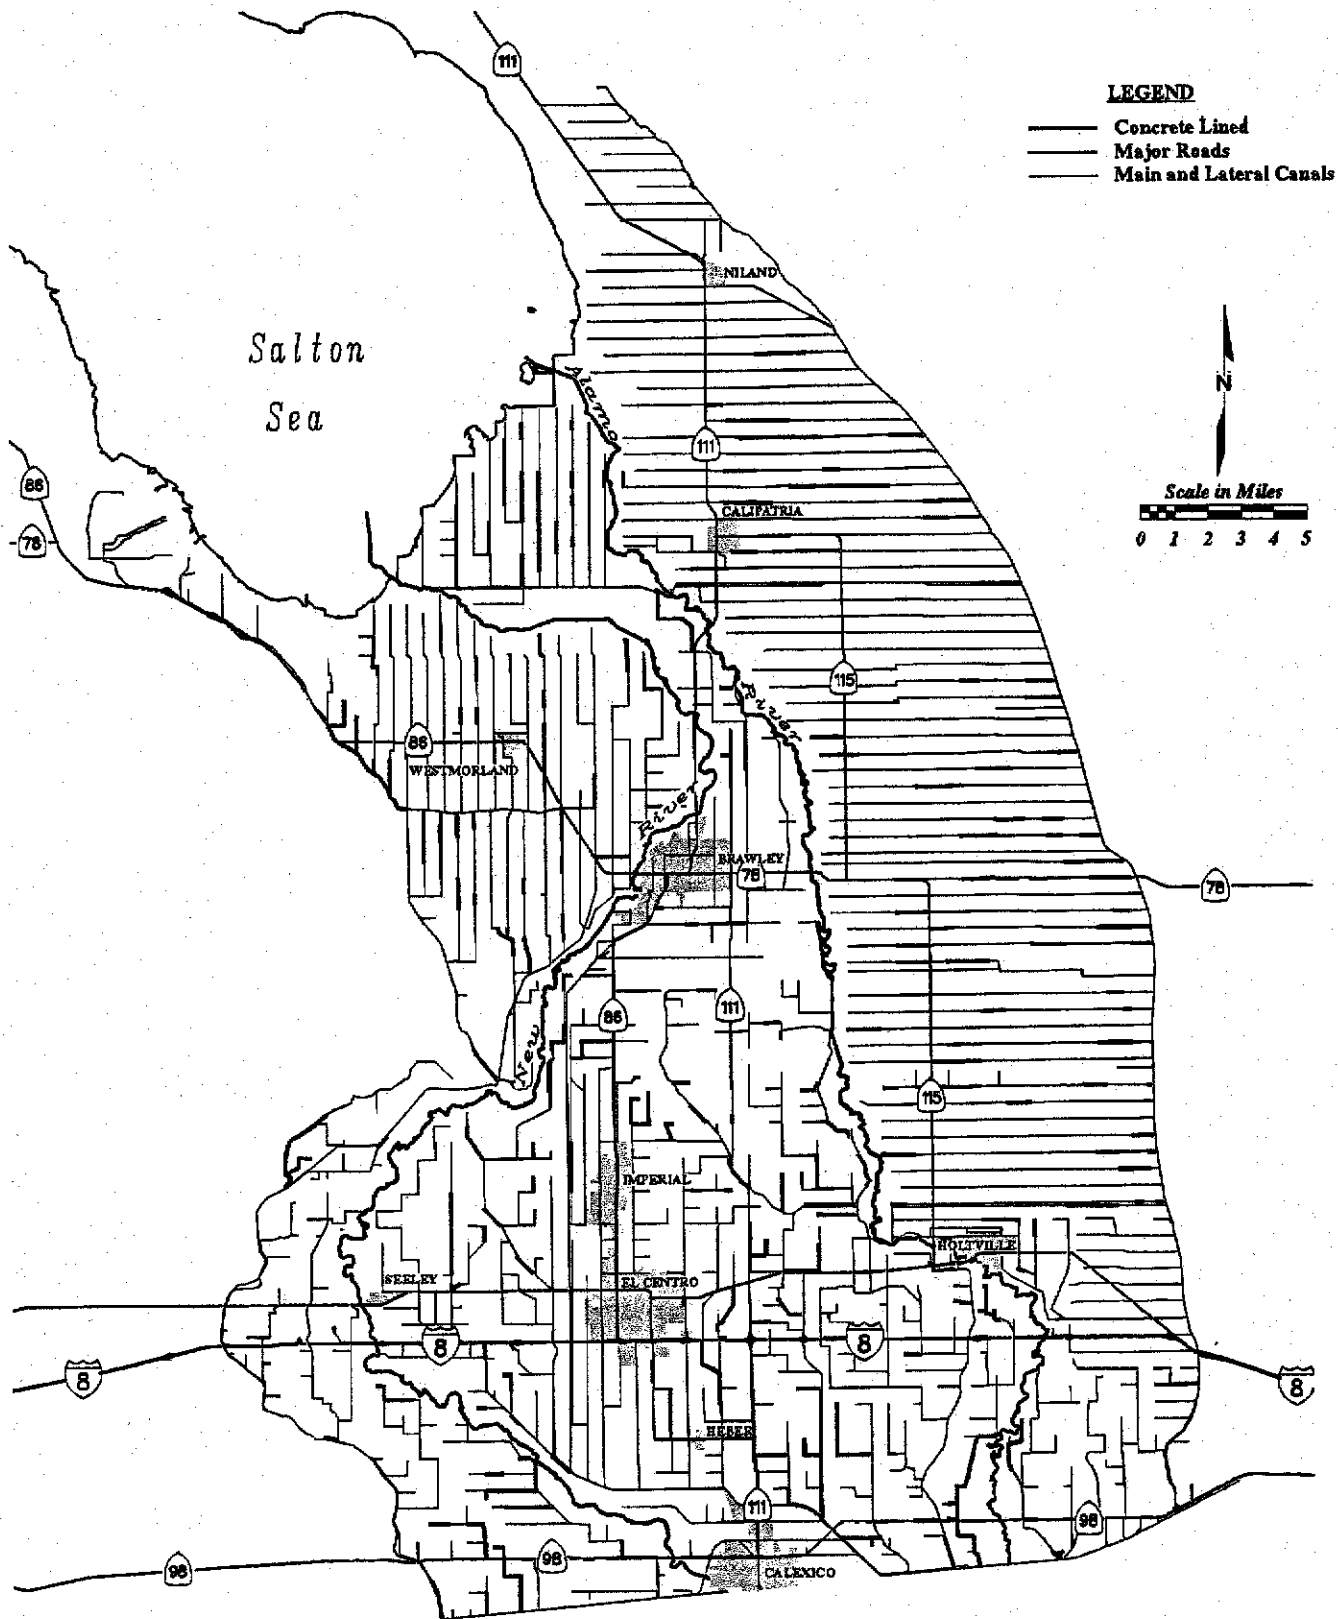 111
LEGEND
Concrete Lined
Major Roads
Main and Lateral Canals
NILAND
Salton
Sea
N
Alamo
111
86
Scale in Miles
0 1 2 3 4 5
CALIPATRIA
78
115
River
86
WESTMORLAND
River
BRAWLEY
78
78
86
111
New
115
IMPERIAL
HOLTVILLE
SEELEY
EL CENTRO
8
8
8
8
HEBER
111
98
98
98
CALEXICO